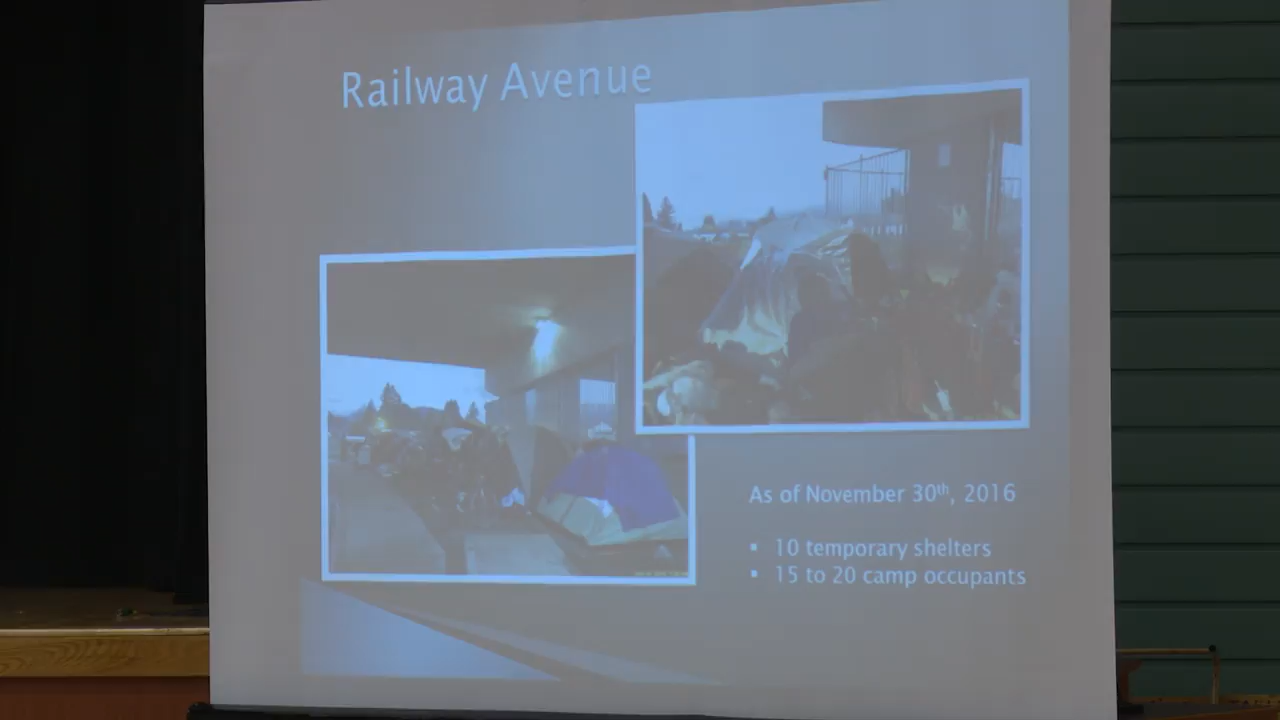 Railway Avenue
As of November 30th, 2016
▪ 10 temporary shelters
▪ 15 to 20 camp occupants